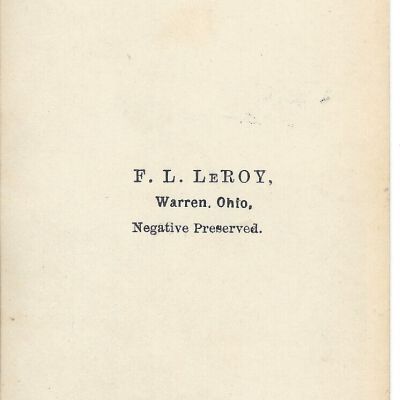 F. L. LEROY,
Warren, Ohio,
Negative Preserved.